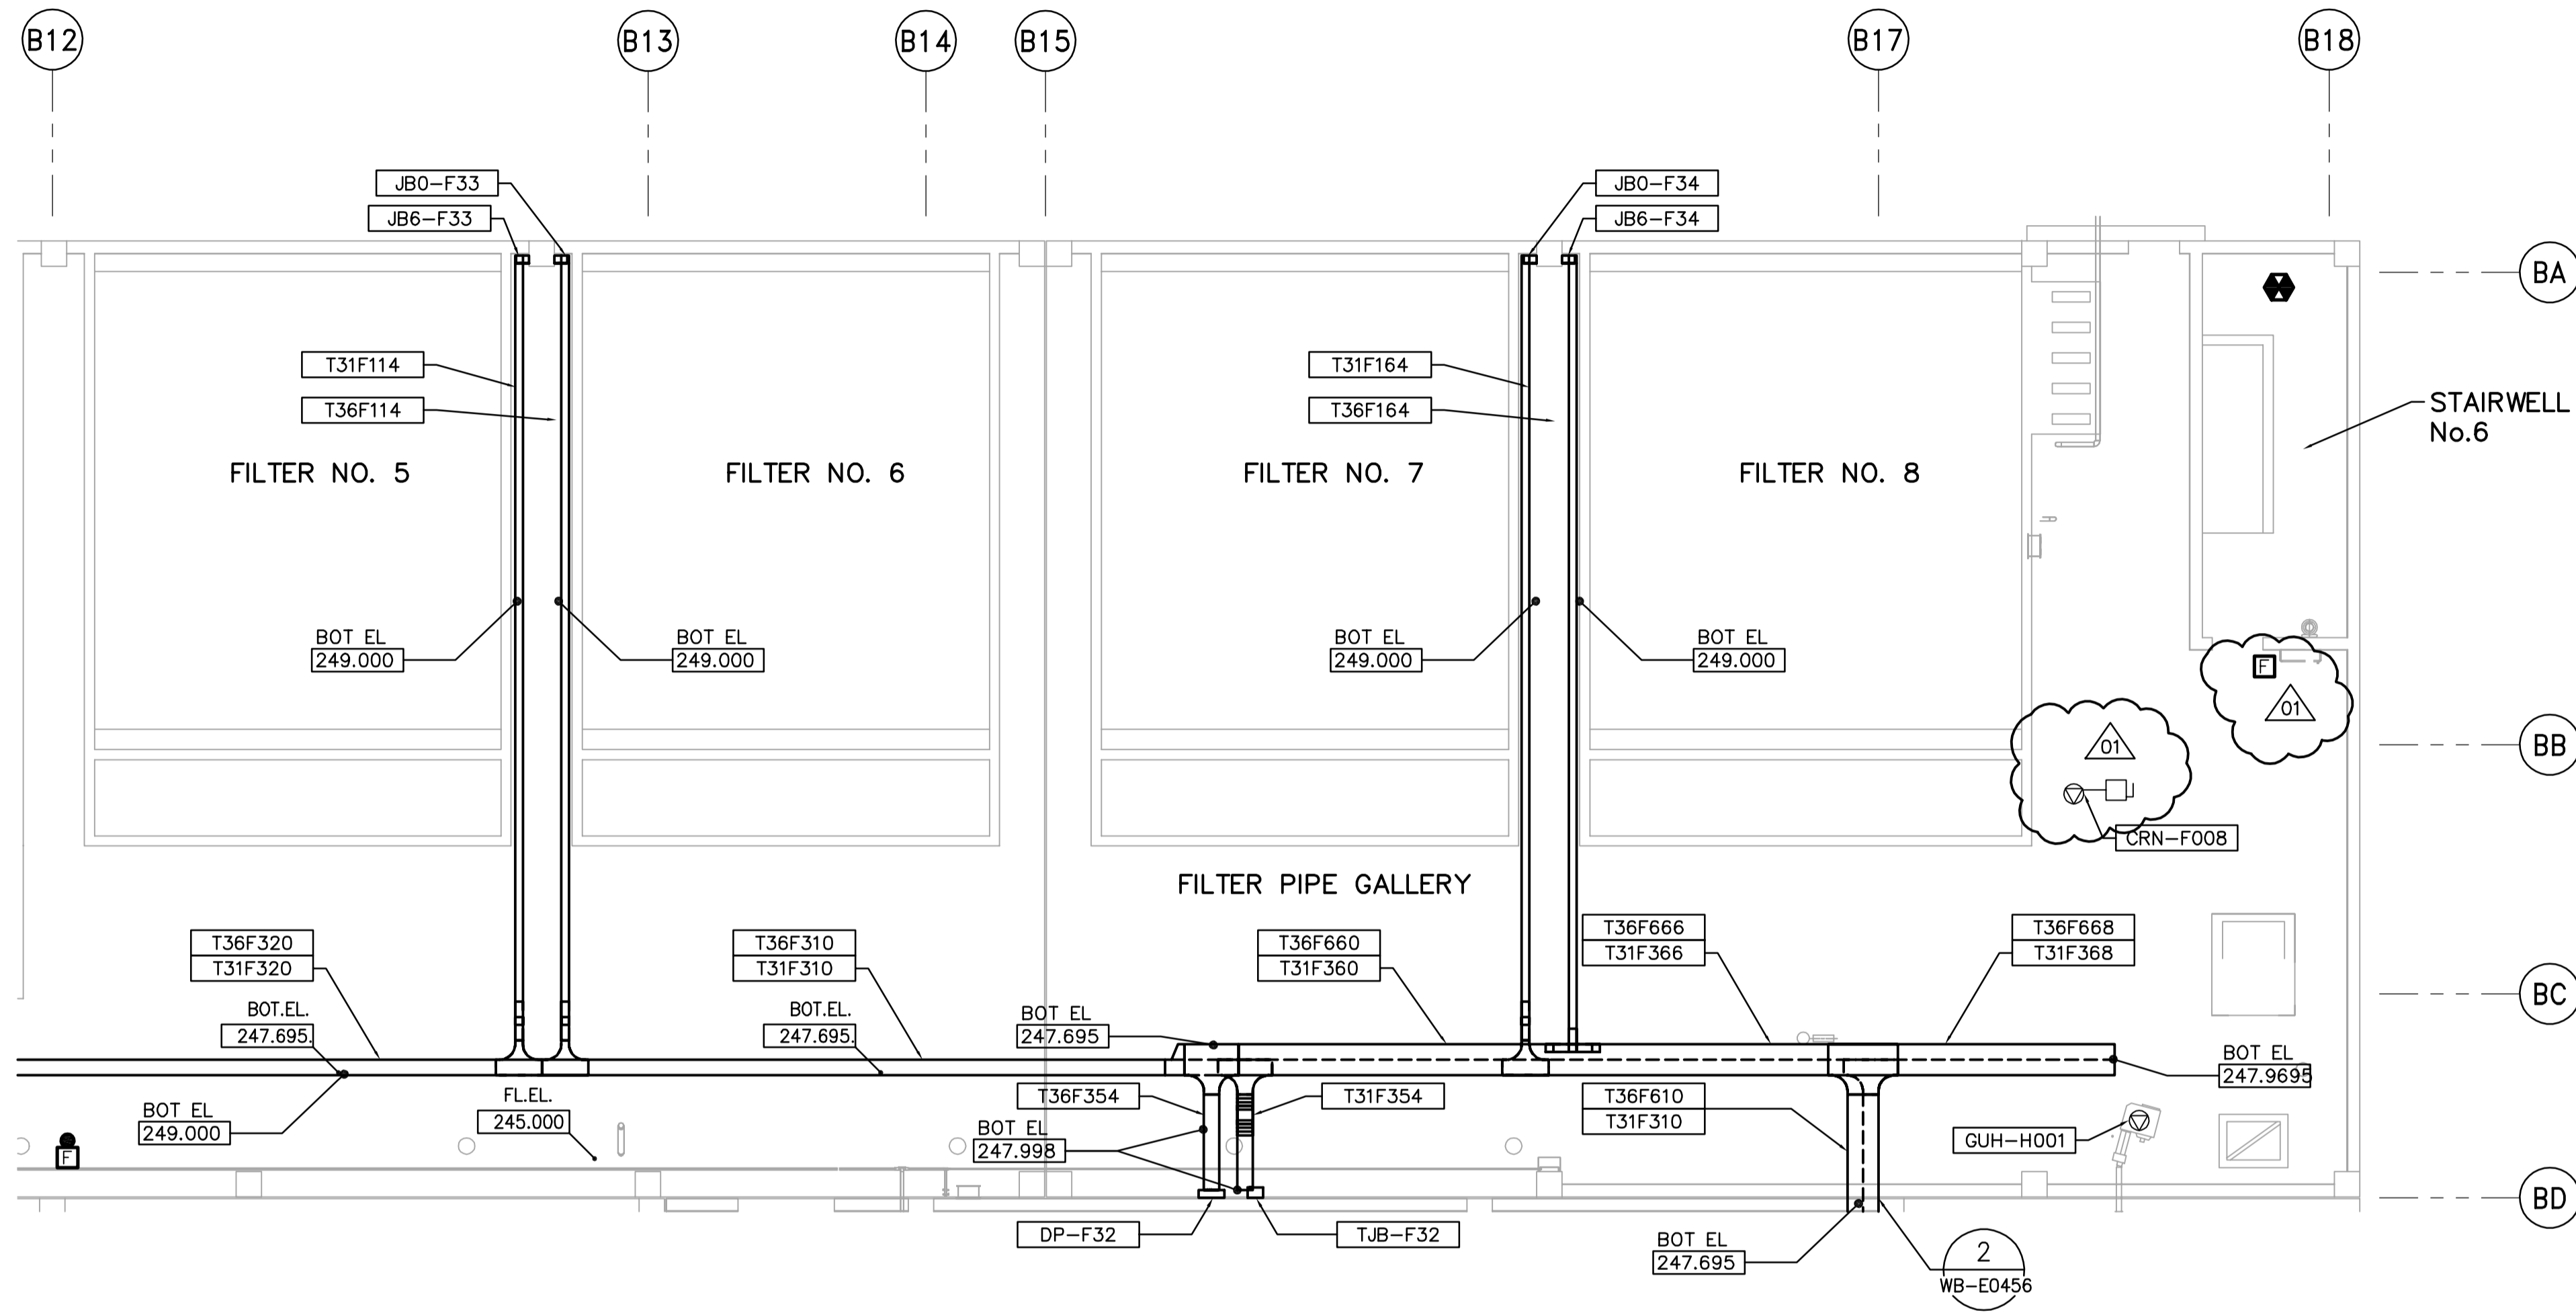 B12
B13
B14
B15
B17
B18
JB0-F33
JB6-F33
JB0-F34
JB6-F34
BA
T31F114
T36F114
T31F164
T36F164
STAIRWELL
No.6
FILTER NO. 5
FILTER NO. 6
FILTER NO. 7
FILTER NO. 8
BOT EL
249.000
BOT EL
249.000
BOT EL
249.000
BOT EL
249.000
F
01
01
BB
CRN-F008
FILTER PIPE GALLERY
T36F320
T31F320
T36F310
T31F310
T36F660
T31F360
T36F666
T31F366
T36F668
T31F368
BC
BOT.EL.
247.695.
BOT.EL.
247.695.
BOT EL
247.695
BOT EL
247.9695
BOT EL
249.000
FL.EL.
245.000
T36F354
T31F354
T36F610
T31F310
BOT EL
247.998
GUH-H001
F
BD
DP-F32
TJB-F32
BOT EL
247.695
2
WB-E0456